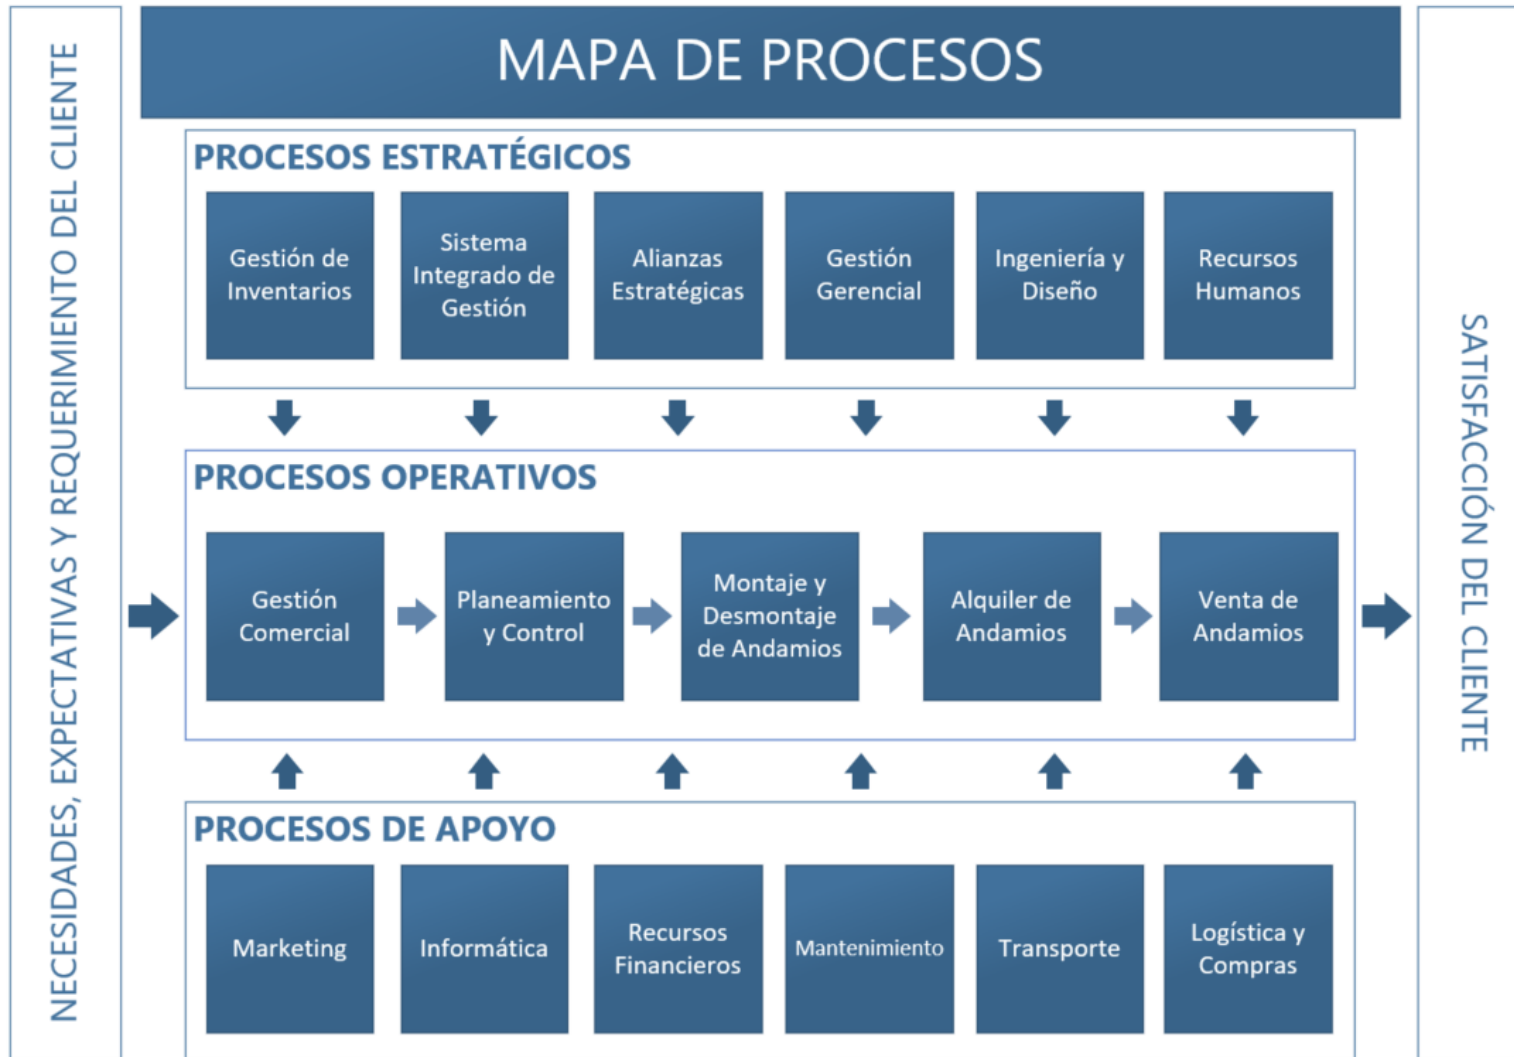 MAPA DE PROCESOS
NECESIDADES, EXPECTATIVAS Y REQUERIMIENTO DEL CLIENTE
PROCESOS ESTRATÉGICOS
Gestión de
Inventarios
Sistema
Integrado de
Gestión
Alianzas
Estratégicas
Gestión
Gerencial
Ingeniería y
Diseño
Recursos
Humanos
PROCESOS OPERATIVOS
Gestión
Comercial
Planeamiento
y Control
Montaje y
Desmontaje
de Andamios
Alquiler de
Andamios
Venta de
Andamios
PROCESOS DE APOYO
Marketing
Informática
Recursos
Financieros
Mantenimiento
Transporte
Logística y
Compras
SATISFACCIÓN DEL CLIENTE